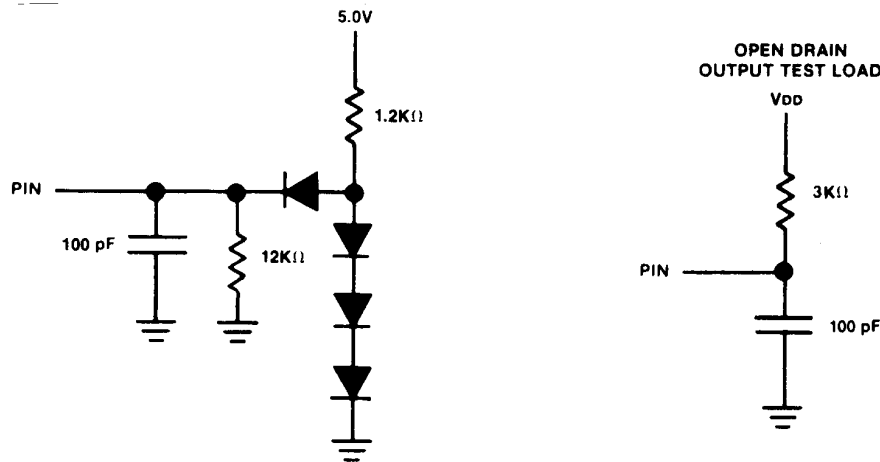 5.0V
1.2KΩ
PIN
100 pF
12KΩ
OPEN DRAIN
OUTPUT TEST LOAD
VDD
3KΩ
PIN
100 pF